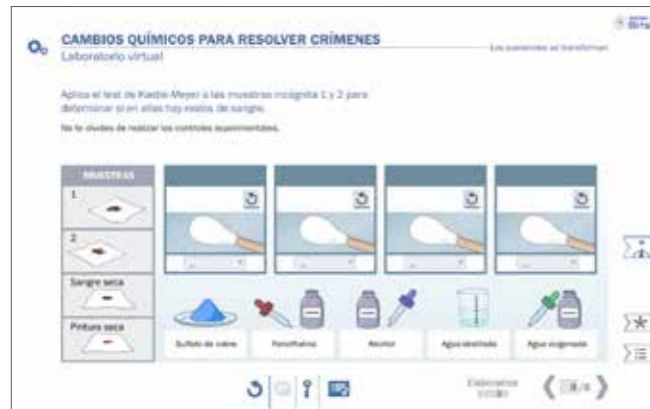 CAMBIOS QUÍMICOS PARA RESOLVER CRÍMENES
Laboratorio virtual
Las sustancias se transforman
Aplica el test de Kastle-Meyer a las muestras incógnita 1 y 2 para
determinar si en ellas hay restos de sangre.
No te olvides de realizar los controles experimentales.
MUESTRAS
1
2
Sangre seca
Pintura seca
Sulfato de cobre
Fenolftaleína
Alcohol
Agua destilada
Agua oxigenada